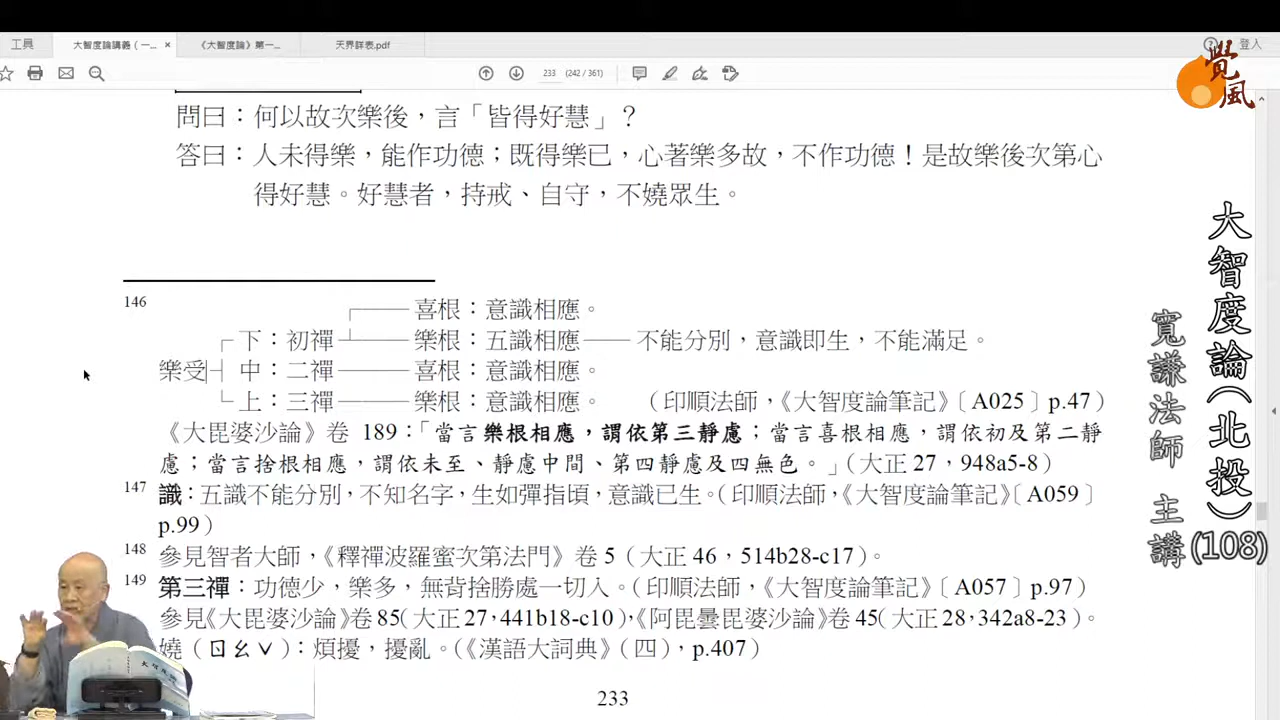 工具
大智度論講義（一...
×
《大智度論》第一...
天界詳表.pdf
登入
233 (242 / 361)
覺風
問曰：何以故次樂後，言「皆得好慧」？
答曰：人未得樂，能作功德；既得樂已，心著樂多故，不作功德！是故樂後次第心
得好慧。好慧者，持戒、自守，不嬈眾生。
146
喜根：意識相應。
下：初禪 樂根：五識相應 不能分別，意識即生，不能滿足。
樂受 中：二禪 喜根：意識相應。
上：三禪 樂根：意識相應。 （印順法師，《大智度論筆記》〔A025〕p.47）
《大毘婆沙論》卷 189：「當言樂根相應，謂依第三靜慮；當言喜根相應，謂依初及第二靜
慮；當言捨根相應，謂依未至、靜慮中間、第四靜慮及四無色。」（大正 27，948a5-8）
147 識：五識不能分別，不知名字，生如彈指頃，意識已生。（印順法師，《大智度論筆記》〔A059〕
p.99）
148 參見智者大師，《釋禪波羅蜜次第法門》卷 5（大正 46，514b28-c17）。
149 第三禪：功德少，樂多，無背捨勝處一切入。（印順法師，《大智度論筆記》〔A057〕p.97）
參見《大毘婆沙論》卷 85（大正 27,441b18-c10），《阿毘曇毘婆沙論》卷 45（大正 28,342a8-23）。
嬈（ㄖㄠˇ）：煩擾，擾亂。（《漢語大詞典》（四），p.407）
233
大智度論（北投）(108)
寬謙法師 主講